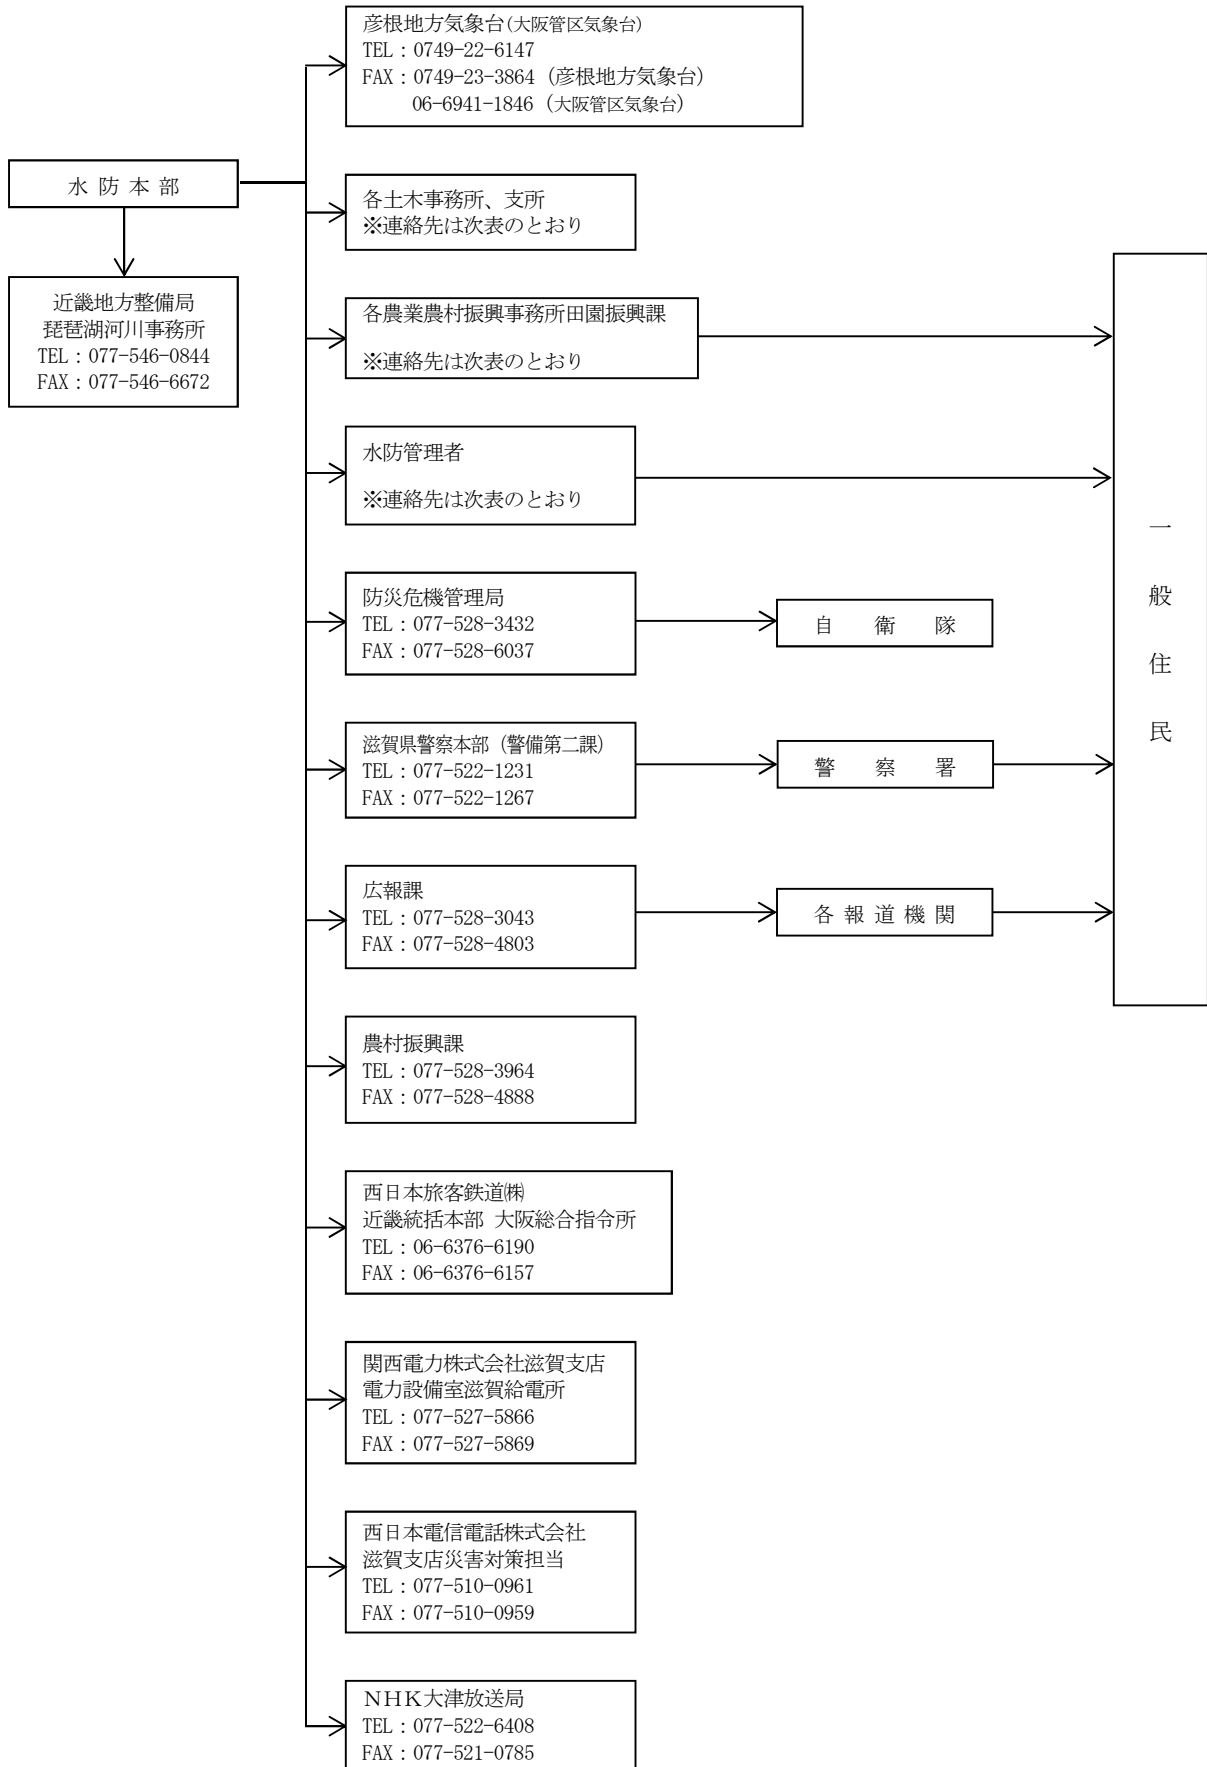 彦根地方気象台(大阪管区気象台)
TEL：0749-22-6147
FAX：0749-23-3864（彦根地方気象台）
06-6941-1846（大阪管区気象台）
水防本部
近畿地方整備局
琵琶湖河川事務所
TEL：077-546-0844
FAX：077-546-6672
各土木事務所、支所
※連絡先は次表のとおり
各農業農村振興事務所田園振興課
※連絡先は次表のとおり
水防管理者
※連絡先は次表のとおり
防災危機管理局
TEL：077-528-3432
FAX：077-528-6037
自衛隊
滋賀県警察本部（警備第二課）
TEL：077-522-1231
FAX：077-522-1267
警察署
広報課
TEL：077-528-3043
FAX：077-528-4803
各報道機関
一般住民
農村振興課
TEL：077-528-3964
FAX：077-528-4888
西日本旅客鉄道㈱
近畿統括本部 大阪総合指令所
TEL：06-6376-6190
FAX：06-6376-6157
関西電力株式会社滋賀支店
電力設備室滋賀給電所
TEL：077-527-5866
FAX：077-527-5869
西日本電信電話株式会社
滋賀支店災害対策担当
TEL：077-510-0961
FAX：077-510-0959
ＮＨＫ大津放送局
TEL：077-522-6408
FAX：077-521-0785